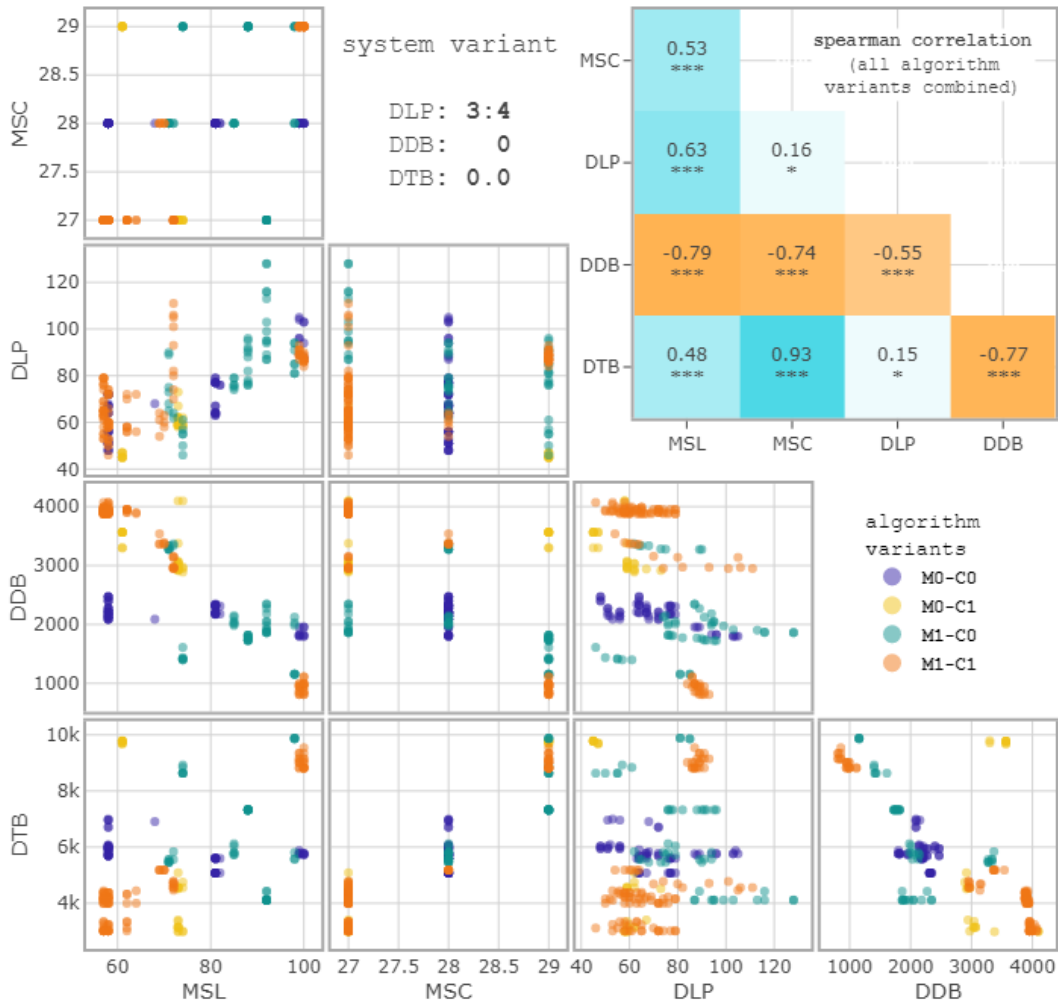 29
28.5
28
27.5
27
MSC
system variant
DLP: 3:4
DDB: 0
DTB: 0.0
MSC
DLP
DDB
DTB
0.53
***
spearman correlation
(all algorithm
variants combined)
0.63
***
0.16
*
-0.79
***
-0.74
***
-0.55
***
0.48
***
0.93
***
0.15
*
-0.77
***
MSL
MSC
DLP
DDB
120
100
80
60
40
DLP
4000
3000
2000
1000
DDB
algorithm
variants
M0-C0
M0-C1
M1-C0
M1-C1
10k
8k
6k
4k
DTB
60
80
100
MSL
27
27.5
28
28.5
29
MSC
40
60
80
100
120
DLP
1000
2000
3000
4000
DDB